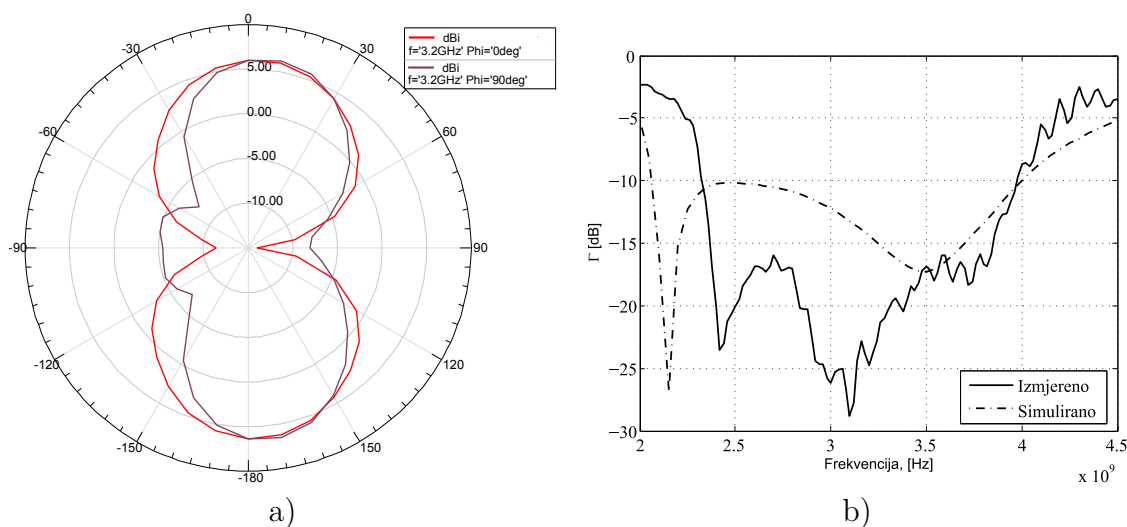 0
dBi
f='3.2GHz' Phi='0deg'
dBi
f='3.2GHz' Phi='90deg'
-30
30
5.00
-60
0.00
60
-5.00
-10.00
-90
90
-120
120
-150
150
-180
a)
0
−5
−10
−15
−20
−25
−30
Γ [dB]
Izmjereno
Simulirano
2
2.5
3
3.5
4
4.5
Frekvencija, [Hz]
x 10⁹
b)